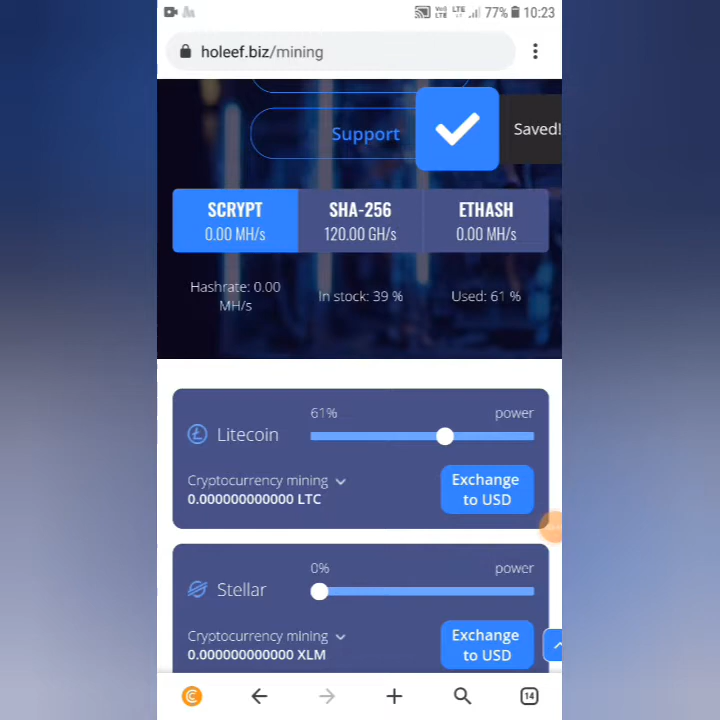 77% 10:23
holeef.biz/mining
Support
Saved!
SCRYPT
0.00 MH/s
SHA-256
120.00 GH/s
ETHASH
0.00 MH/s
Hashrate: 0.00
MH/s
In stock: 39 %
Used: 61 %
61%
power
Litecoin
Cryptocurrency mining
0.000000000000 LTC
Exchange
to USD
0%
power
Stellar
Cryptocurrency mining
0.000000000000 XLM
Exchange
to USD
14